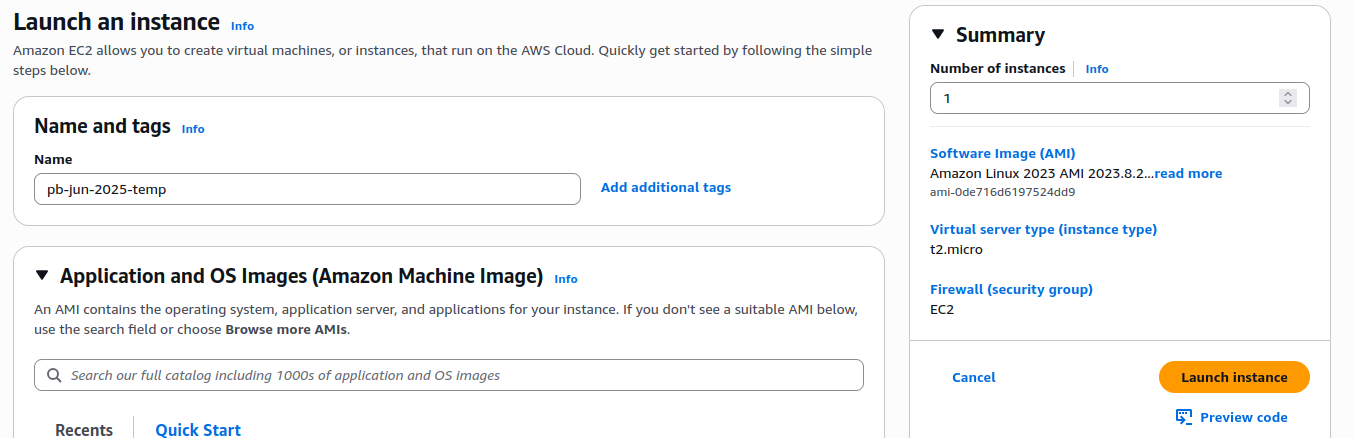 Launch an instance Info
Amazon EC2 allows you to create virtual machines, or instances, that run on the AWS Cloud. Quickly get started by following the simple
steps below.
Name and tags Info
Name
pb-jun-2025-temp
Add additional tags
Application and OS Images (Amazon Machine Image) Info
An AMI contains the operating system, application server, and applications for your instance. If you don't see a suitable AMI below,
use the search field or choose Browse more AMIs.
Search our full catalog including 1000s of application and OS images
Recents
Quick Start
Summary
Number of instances Info
1
Software Image (AMI)
Amazon Linux 2023 AMI 2023.8.2...read more
ami-0de716d6197524dd9
Virtual server type (instance type)
t2.micro
Firewall (security group)
EC2
Cancel
Launch instance
Preview code